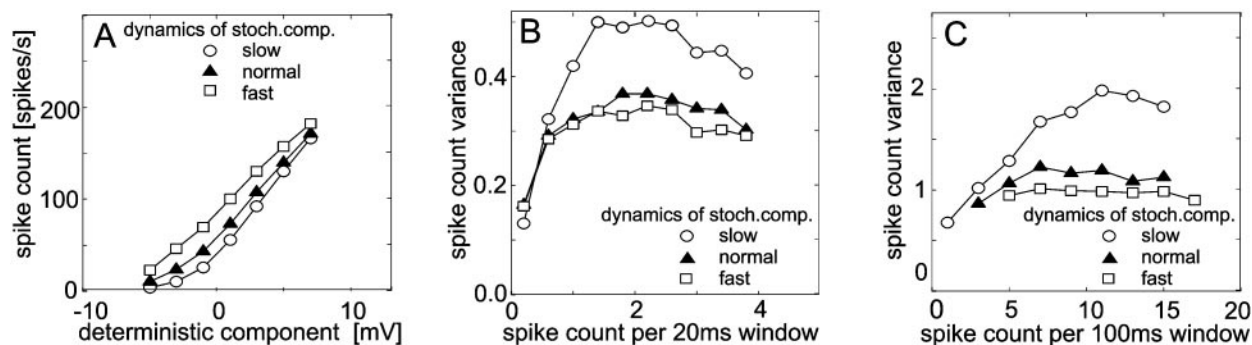 A
dynamics of stoch.comp.
slow
normal
fast
spike count [spikes/s]
200
100
0
-10
0
10
deterministic component [mV]
B
spike count variance
0.4
0.2
0.0
0
2
4
dynamics of stoch.comp.
slow
normal
fast
spike count per 20ms window
C
spike count variance
2
1
0
0
5
10
15
20
dynamics of stoch.comp.
slow
normal
fast
spike count per 100ms window